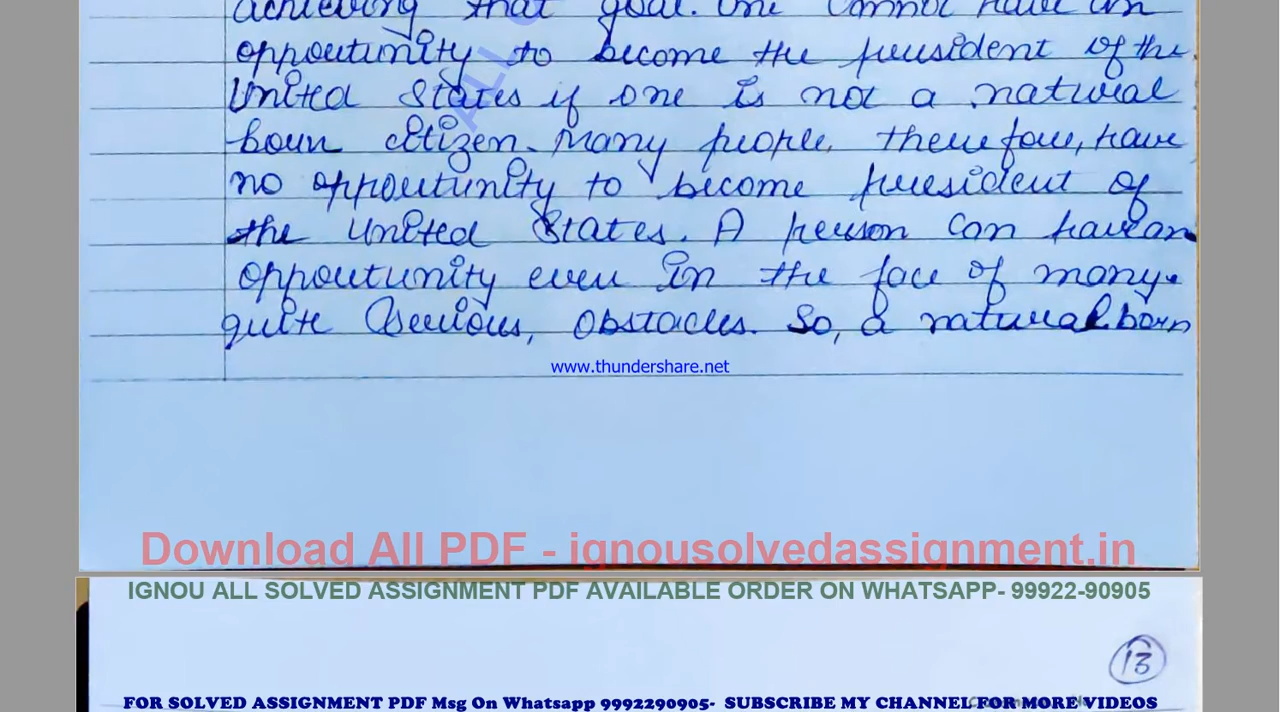 achieving that goal. One cannot have an
opportunity to become the president of the
United States if one is not a natural
born citizen. Many people, therefore, have
no opportunity to become president of
the United States. A person can have an
opportunity even in the face of many.
quite serious, obstacles. So, a natural born
www.thundershare.net
Download All PDF - ignousolvedassignment.in
IGNOU ALL SOLVED ASSIGNMENT PDF AVAILABLE ORDER ON WHATSAPP- 99922-90905
13
FOR SOLVED ASSIGNMENT PDF Msg On Whatsapp 9992290905- SUBSCRIBE MY CHANNEL FOR MORE VIDEOS